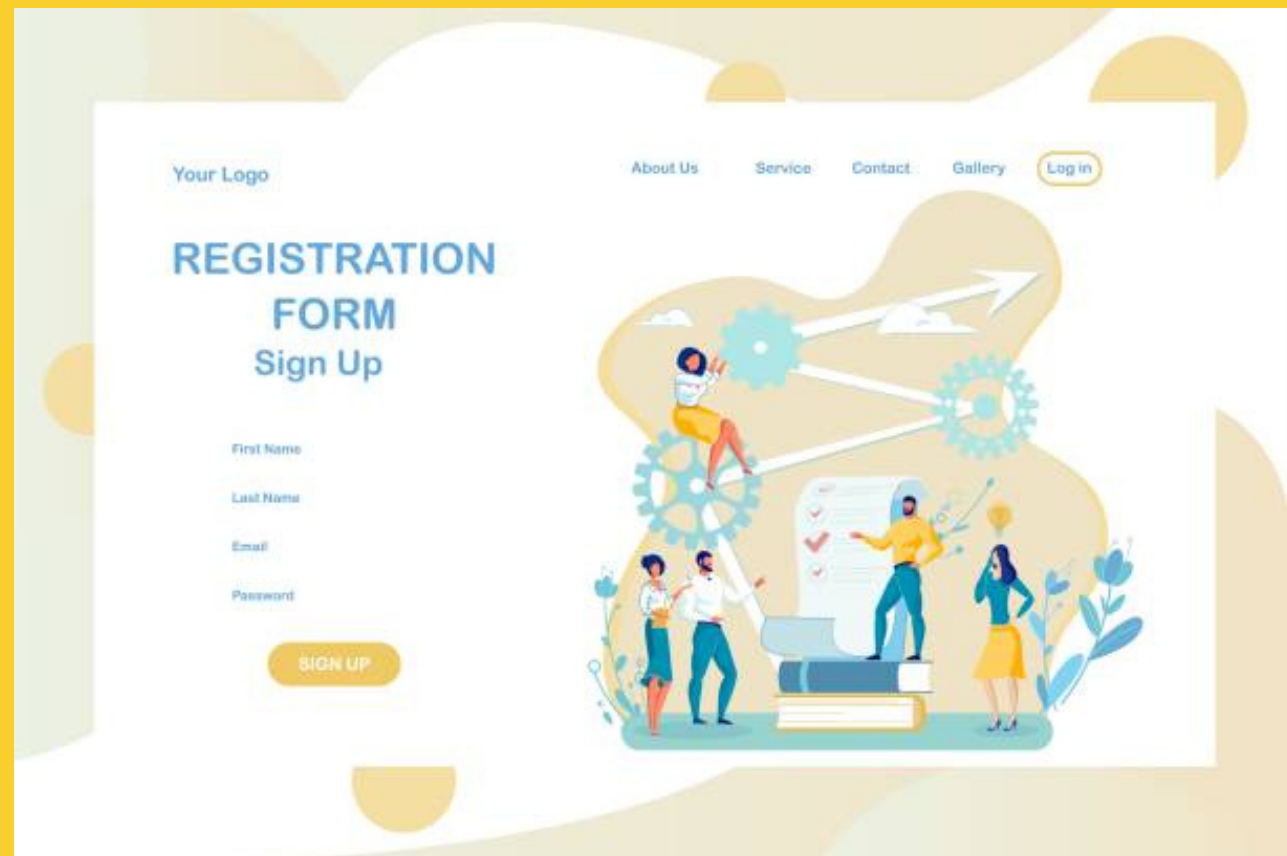 Your Logo
About Us Service Contact Gallery Log in
REGISTRATION
FORM
Sign Up
First Name
Last Name
Email
Password
SIGN UP